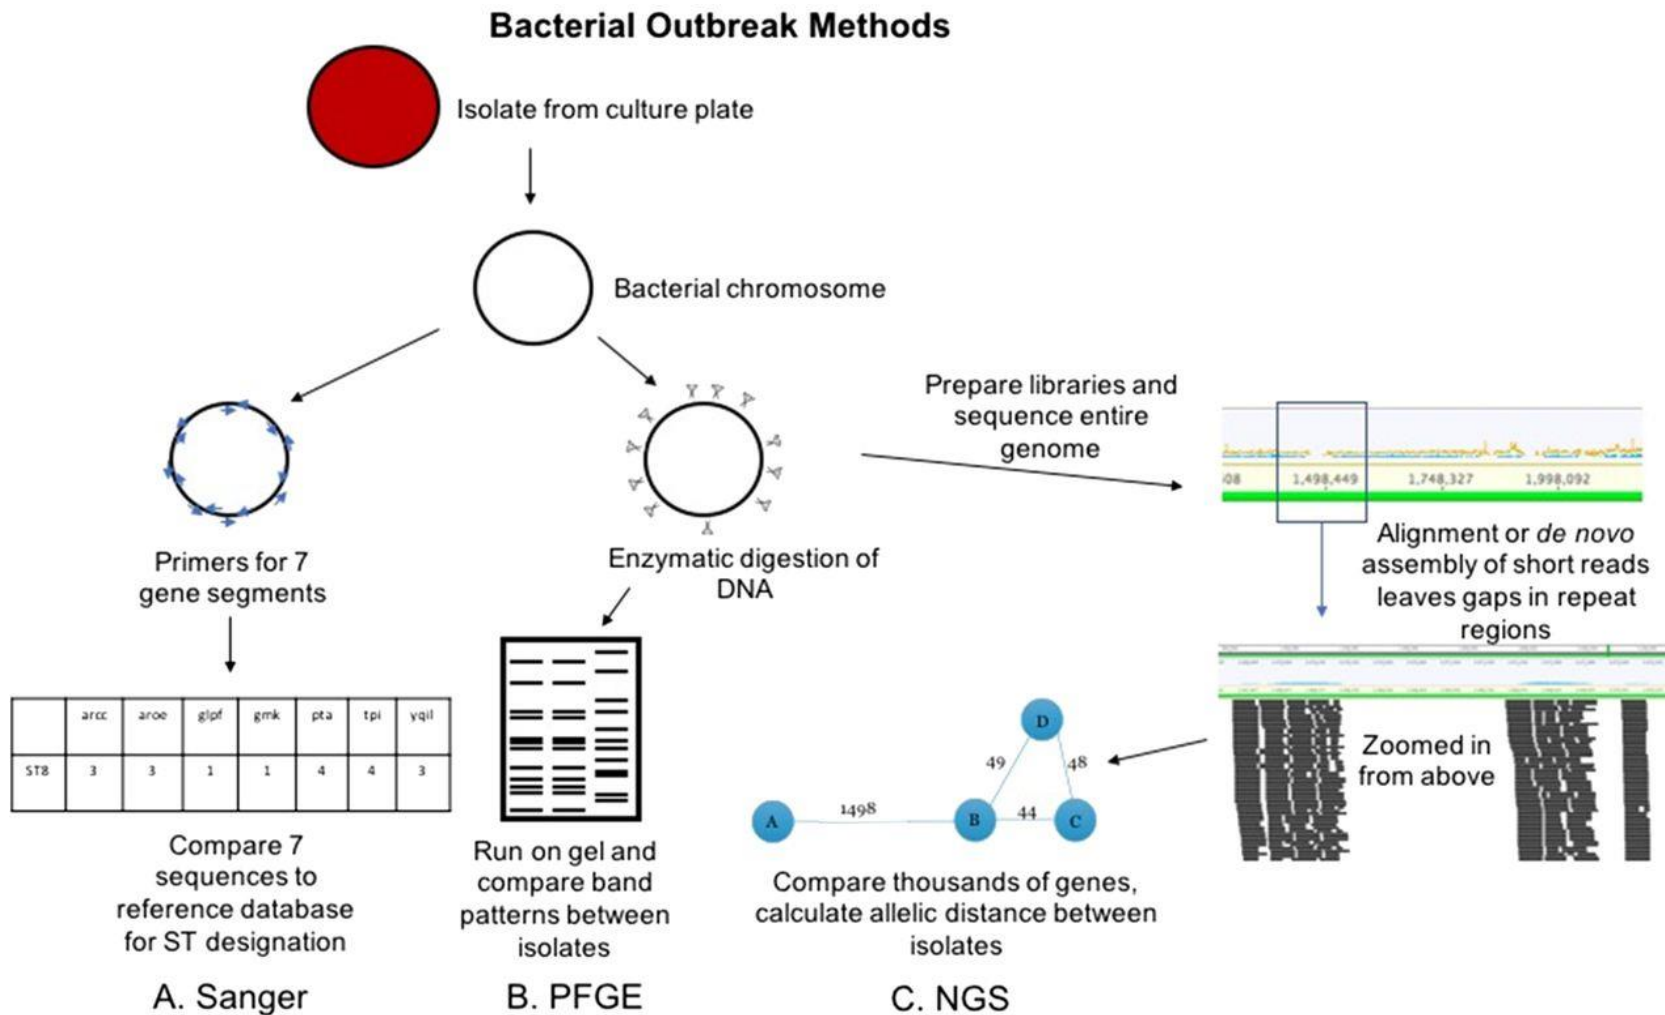 Bacterial Outbreak Methods
Isolate from culture plate
Bacterial chromosome
Primers for 7
gene segments
arcc aroe glpf gmk pta tpi yqil
ST8 3 3 1 1 4 4 3
Compare 7
sequences to
reference database
for ST designation
A. Sanger
Enzymatic digestion of
DNA
Run on gel and
compare band
patterns between
isolates
B. PFGE
Prepare libraries and
sequence entire
genome
1,498,449 1,748,327 1,998,092
Alignment or de novo
assembly of short reads
leaves gaps in repeat
regions
Zoomed in
from above
D
49 48
A 1498 B 44 C
Compare thousands of genes,
calculate allelic distance between
isolates
C. NGS